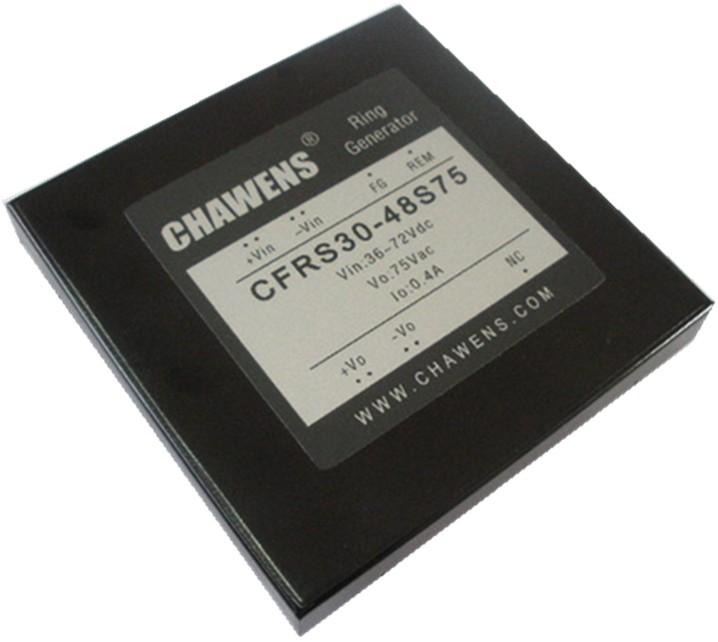 CHAWENS®
Ring
Generator
+Vin -Vin FG REM
CFRS30-48S75
Vin:36-72Vdc
Vo:75Vac
Io:0.4A
+Vo -Vo NC
WWW.CHAWENS.COM